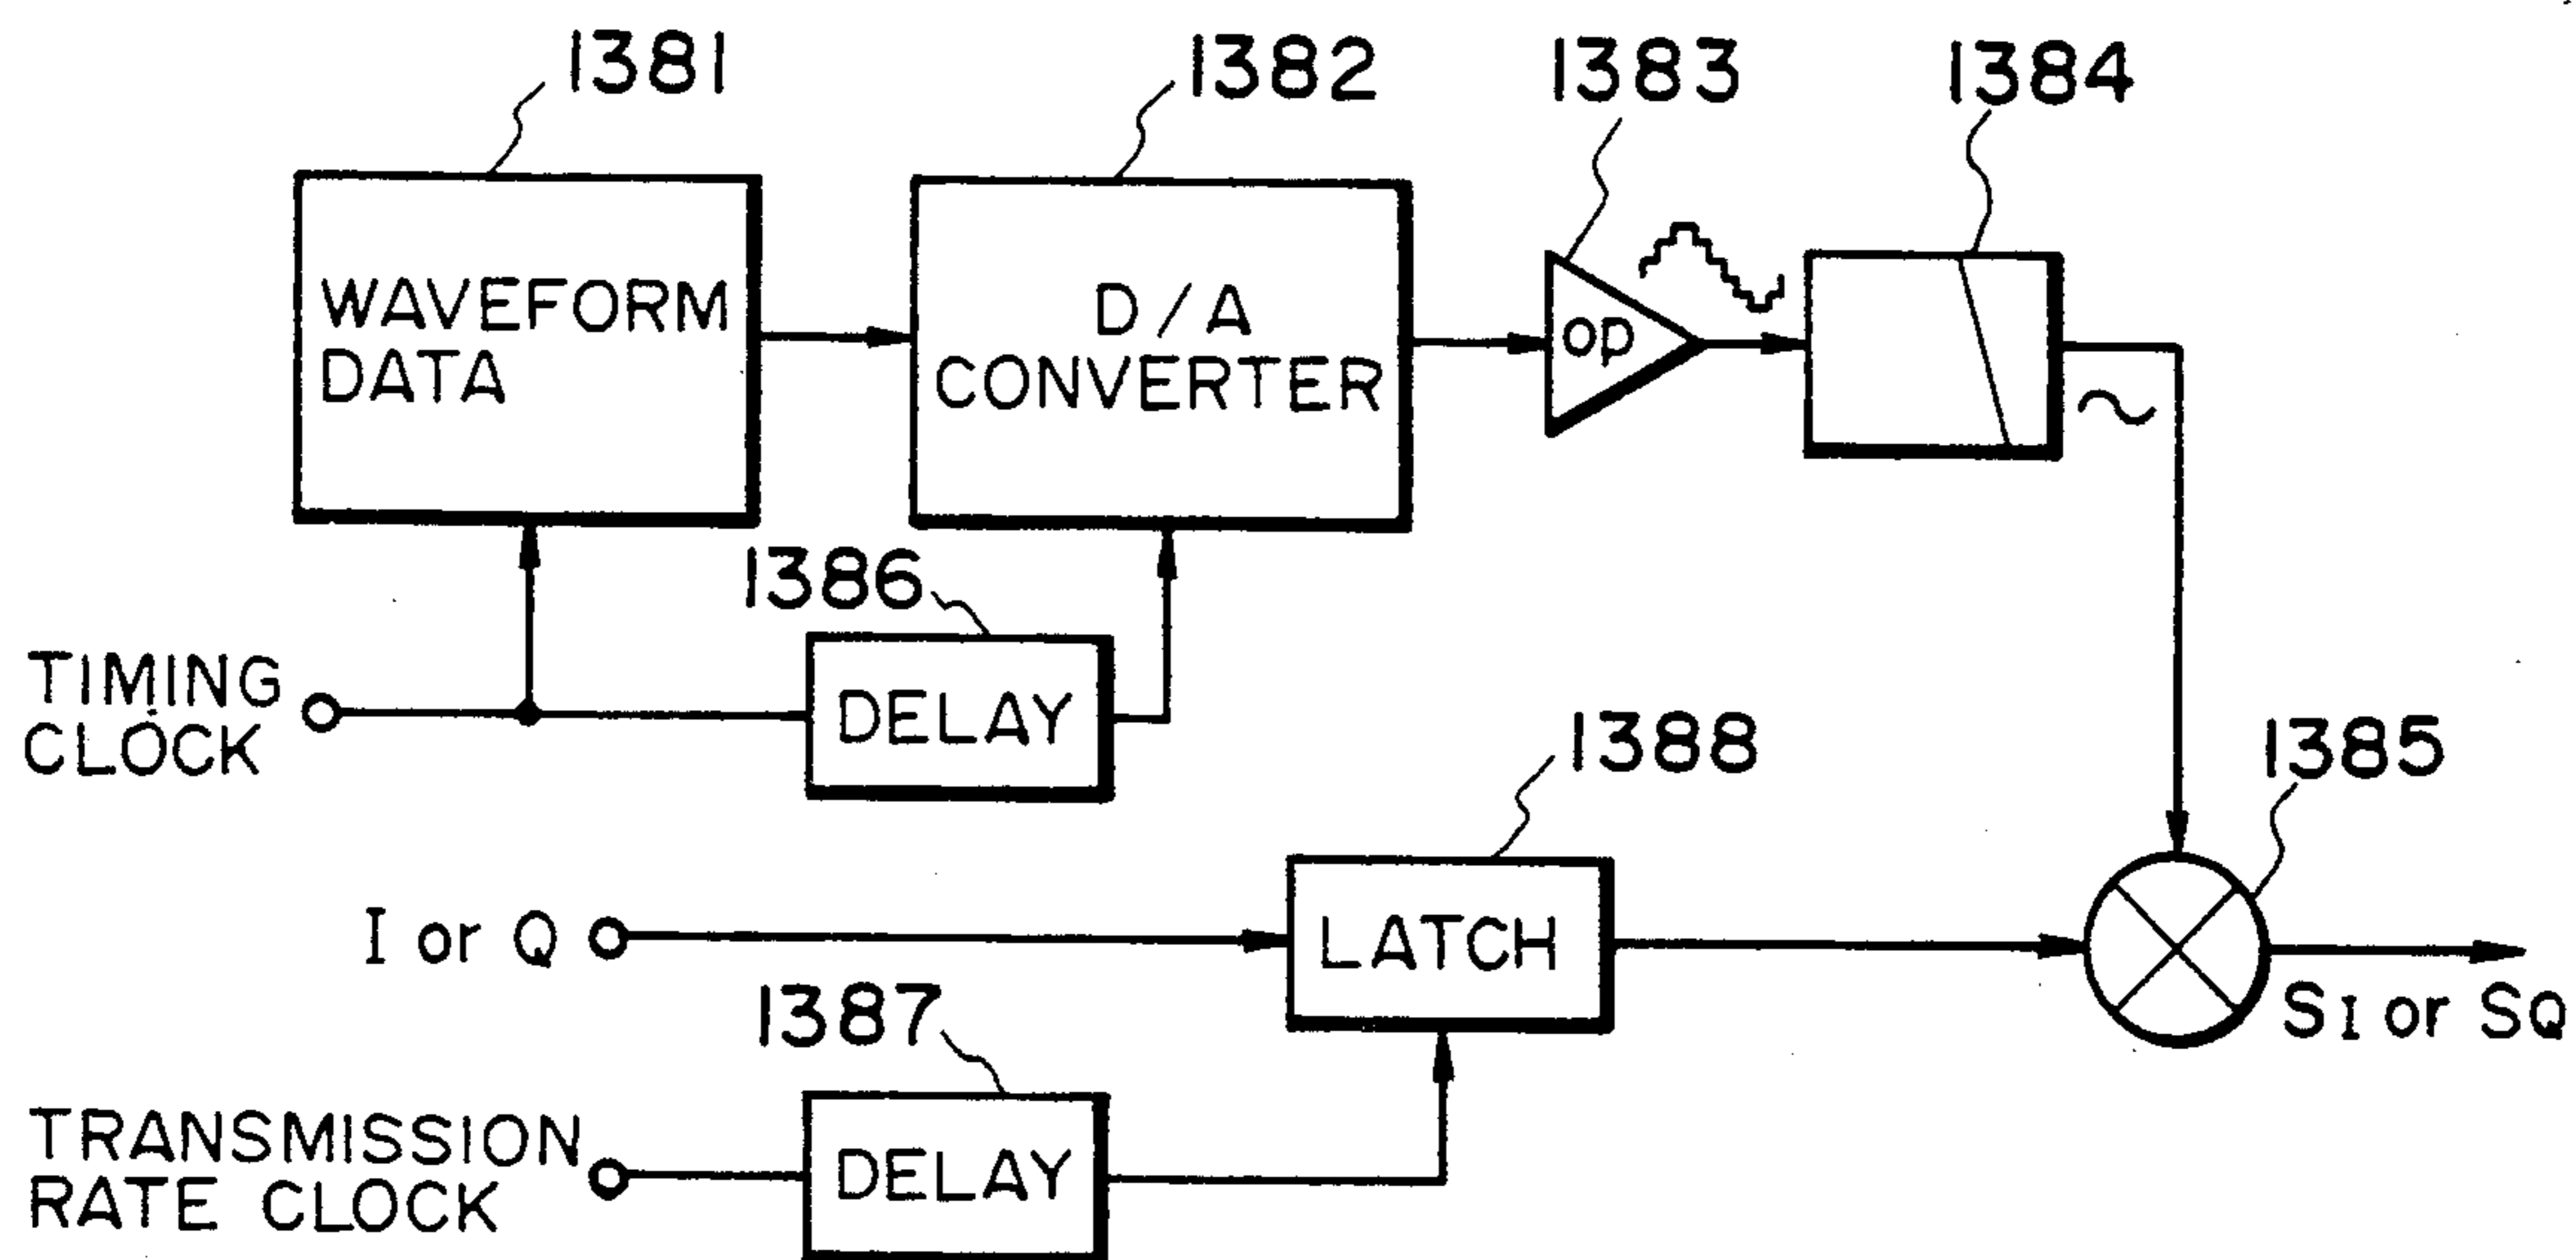 1381
1382
1383
1384
WAVEFORM
DATA
D/A
CONVERTER
OP
1386
TIMING
CLOCK
DELAY
1388
1385
I or Q
LATCH
SI or SQ
1387
TRANSMISSION
RATE CLOCK
DELAY